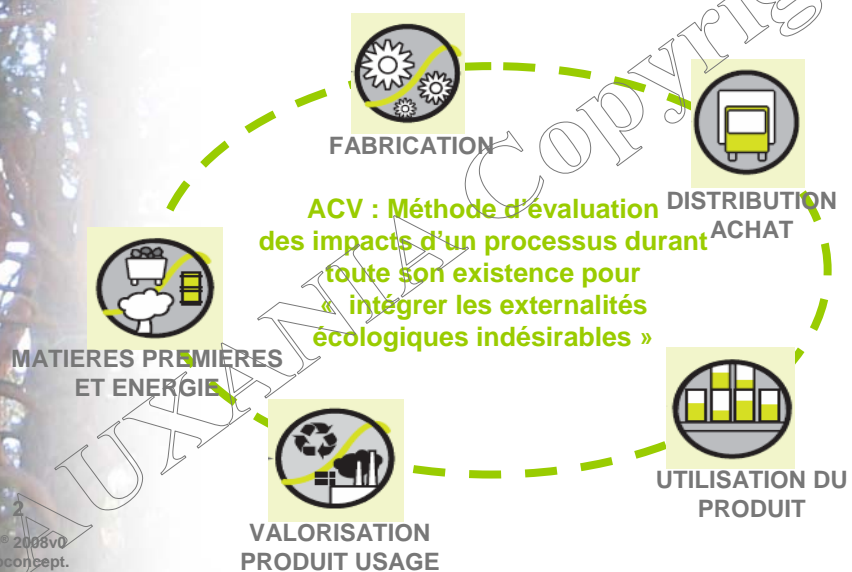 FABRICATION
DISTRIBUTION
ACHAT
ACV : Méthode d'évaluation
des impacts d'un processus durant
toute son existence pour
« intégrer les externalités
écologiques indésirables »
MATIERES PREMIERES
ET ENERGIE
UTILISATION DU
PRODUIT
VALORISATION
PRODUIT USAGE
2
® 2008v0
oconcept.
AUXANIA Copyrig